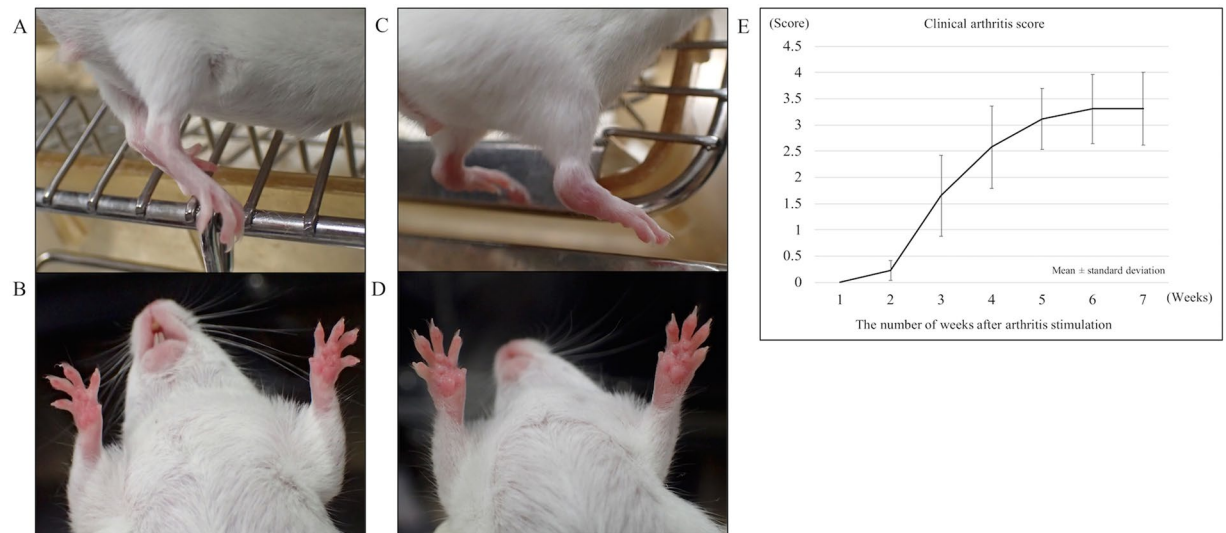 A
C
E
(Score)
Clinical arthritis score
4.5
4
3.5
3
2.5
2
1.5
1
0.5
0
Mean ± standard deviation
1 2 3 4 5 6 7 (Weeks)
The number of weeks after arthritis stimulation
B
D